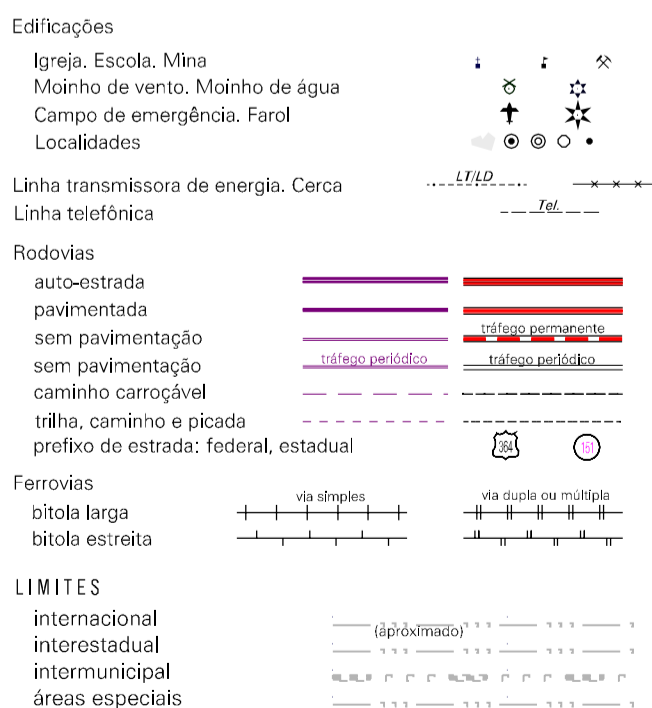 Edificações
Igreja. Escola. Mina
Moinho de vento. Moinho de água
Campo de emergência. Farol
Localidades
Linha transmissora de energia. Cerca LT/LD
Linha telefônica Tel.
Rodovias
auto-estrada
pavimentada
sem pavimentação tráfego permanente
sem pavimentação tráfego periódico tráfego periódico
caminho carroçável
trilha, caminho e picada
prefixo de estrada: federal, estadual 364 151
Ferrovias via simples via dupla ou múltipla
bitola larga
bitola estreita
LIMITES
internacional
(aproximado)
interestadual
intermunicipal
áreas especiais